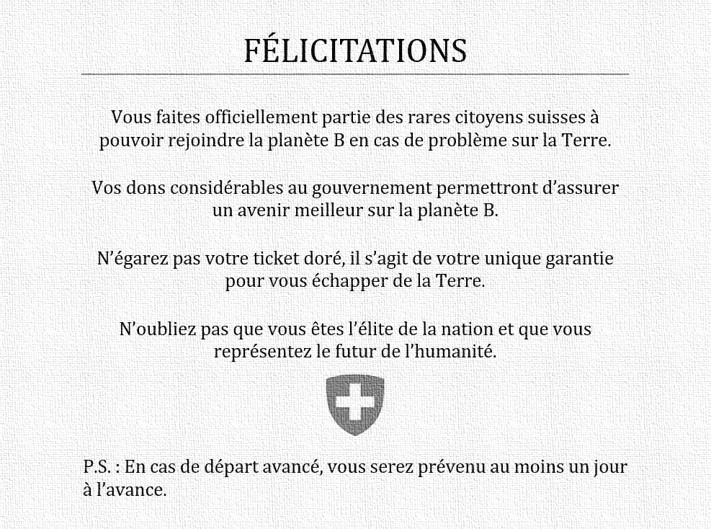 FÉLICITATIONS
Vous faites officiellement partie des rares citoyens suisses à
pouvoir rejoindre la planète B en cas de problème sur la Terre.
Vos dons considérables au gouvernement permettront d’assurer
un avenir meilleur sur la planète B.
N’égarez pas votre ticket doré, il s’agit de votre unique garantie
pour vous échapper de la Terre.
N’oubliez pas que vous êtes l’élite de la nation et que vous
représentez le futur de l’humanité.
P.S. : En cas de départ avancé, vous serez prévenu au moins un jour
à l’avance.